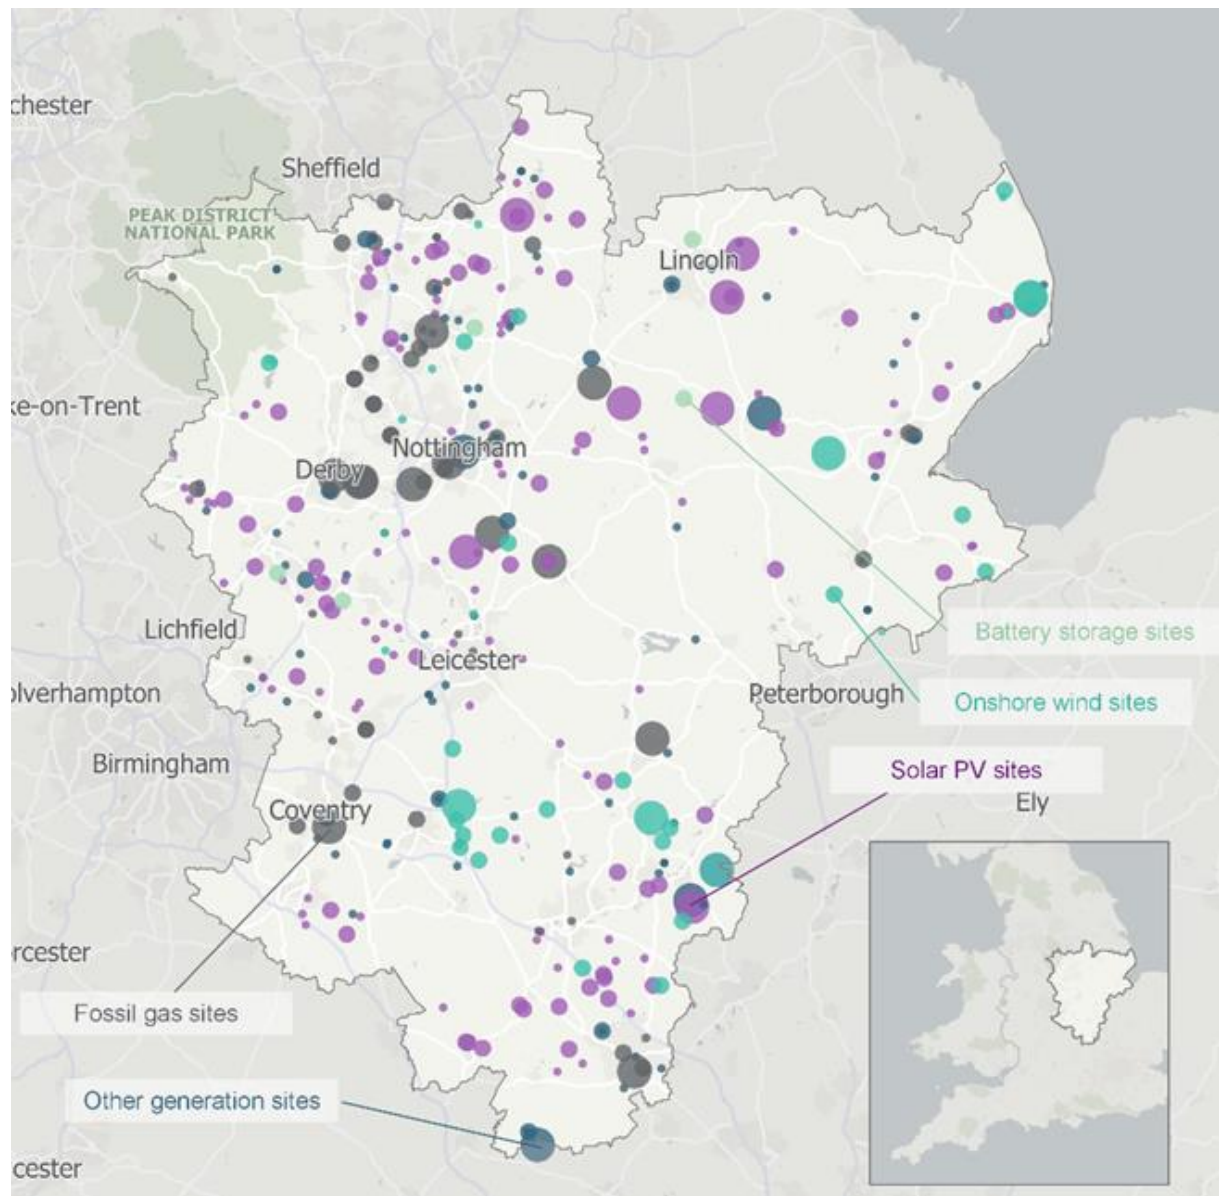 chester
Sheffield
PEAK DISTRICT
NATIONAL PARK
Lincoln
ke-on-Trent
Nottingham
Derby
Lichfield
Battery storage sites
Leicester
olverhampton
Peterborough
Onshore wind sites
Birmingham
Solar PV sites
Coventry
Ely
rcester
Fossil gas sites
Other generation sites
cester